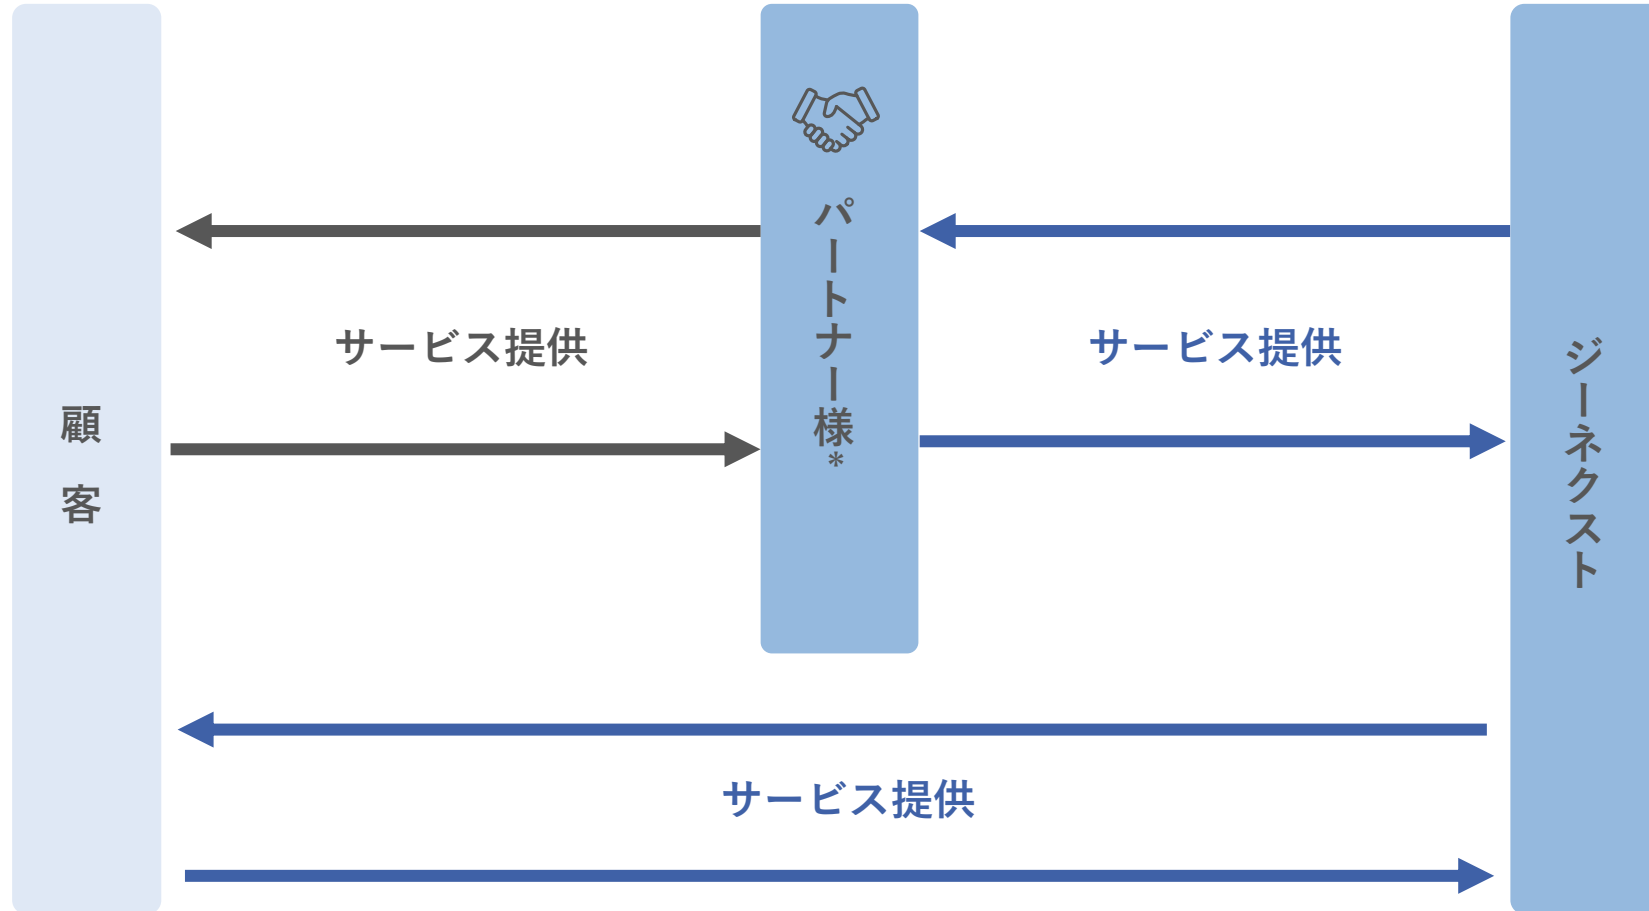 顧客
サービス提供
パートナー様*
サービス提供
ジーネクスト
サービス提供